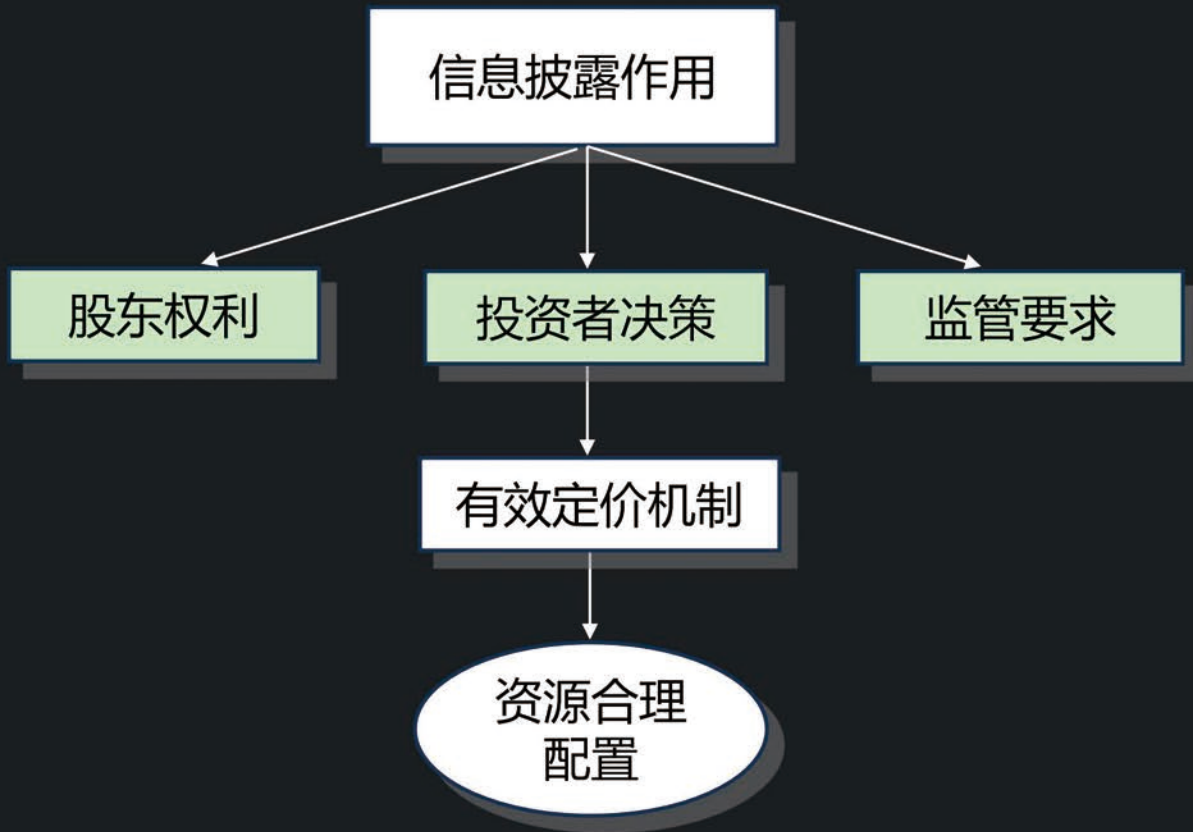 信息披露作用
股东权利
投资者决策
监管要求
有效定价机制
资源合理
配置